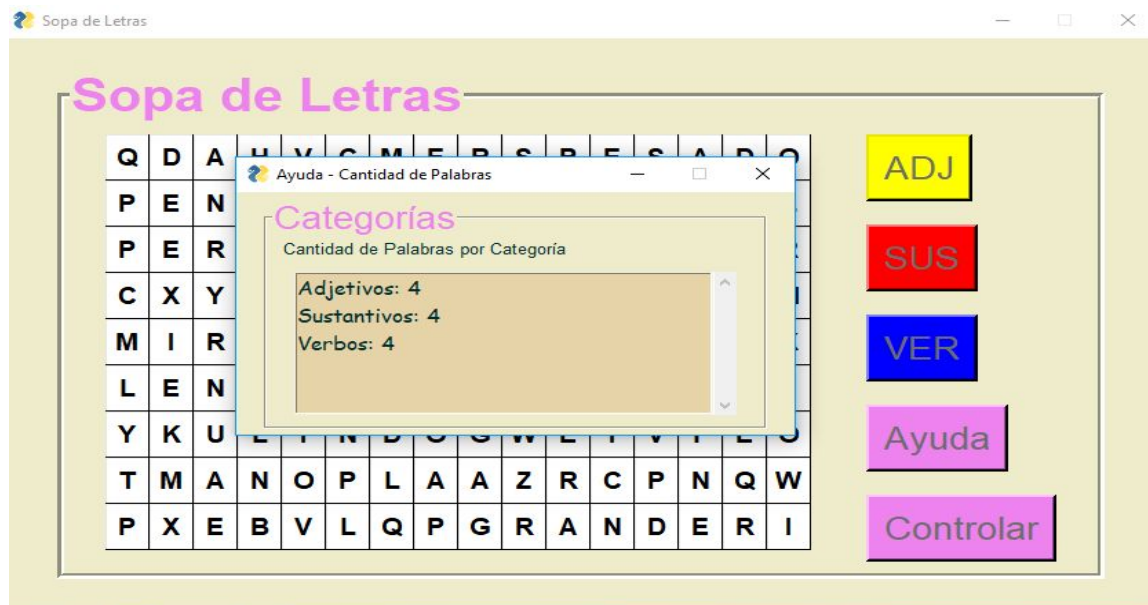 Sopa de Letras
Sopa de Letras
Q D A H V C M E B S P E S A D O
Ayuda - Cantidad de Palabras
P E N
Categorías
Cantidad de Palabras por Categoría
P E R
C X Y
M I R
L E N
Adjetivos: 4
Sustantivos: 4
Verbos: 4
Y K U
T M A N O P L A A Z R C P N Q W
P X E B V L Q P G R A N D E R I
ADJ
SUS
VER
Ayuda
Controlar